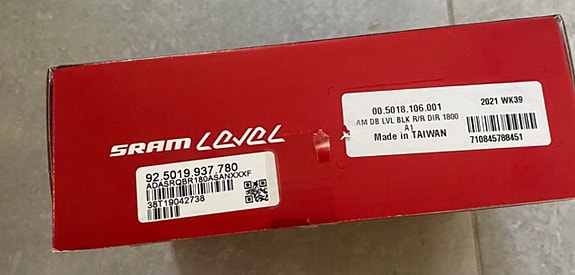 SRAM LEVEL
92.5019.937.780
ADASRQBR180ASANXXXF
38T19042738
00.5018.106.001
AM DB LVL BLK R/R DIR 1800
A1
Made in TAIWAN
2021 WK39
710845788451